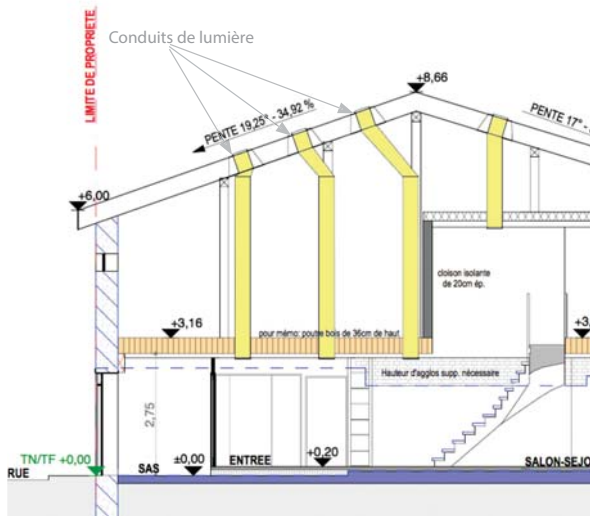 LIMITE DE PROPRIETE
Conduits de lumière
+8,66
PENTE 19,25° - 34,92 %
PENTE 17° -
+6,00
cloison isolante
de 20cm ép.
+3,16
pour mémo: poutre bois de 36cm de haut
+3,
Hauteur d'agglos supp. nécessaire
2,75
TN/TF +0,00
RUE
SAS
±0,00
ENTREE
+0,20
SALON-SEJO